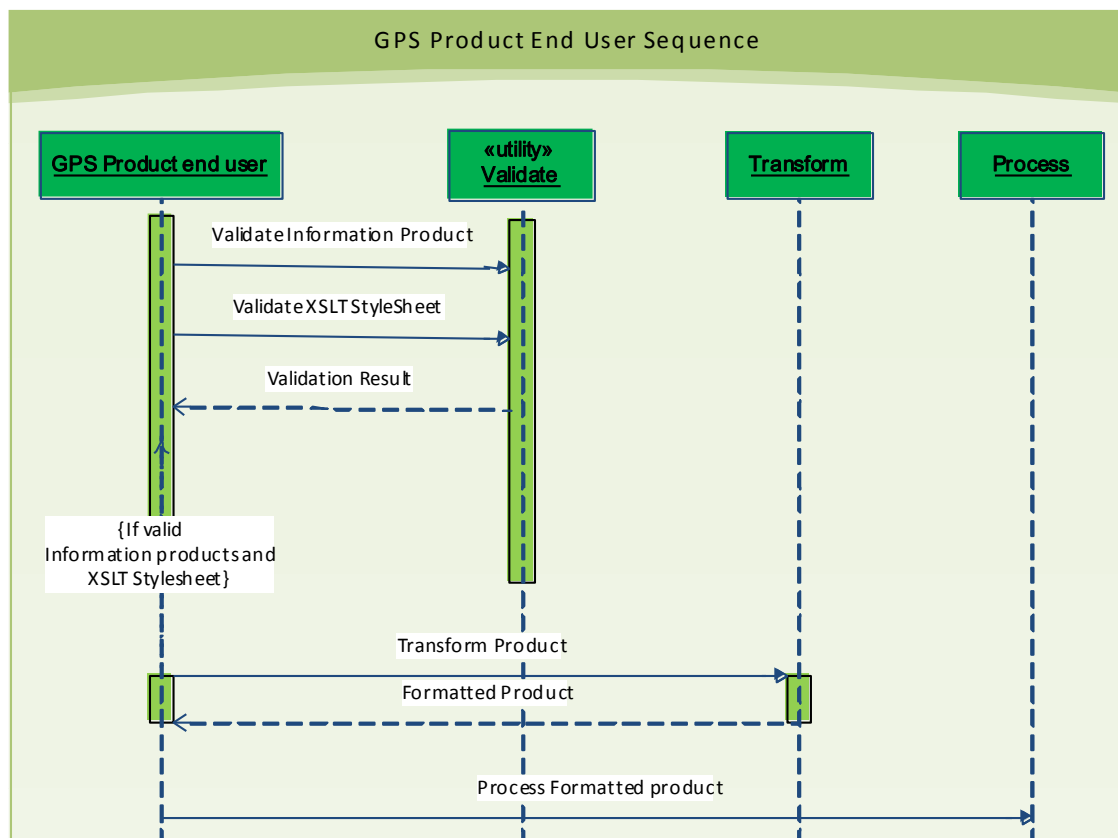 GPS Product End User Sequence
GPS Product end user
«utility»
Validate
Transform
Process
Validate Information Product
Validate XSLT StyleSheet
Validation Result
{If valid
Information products and
XSLT Stylesheet}
Transform Product
Formatted Product
Process Formatted product